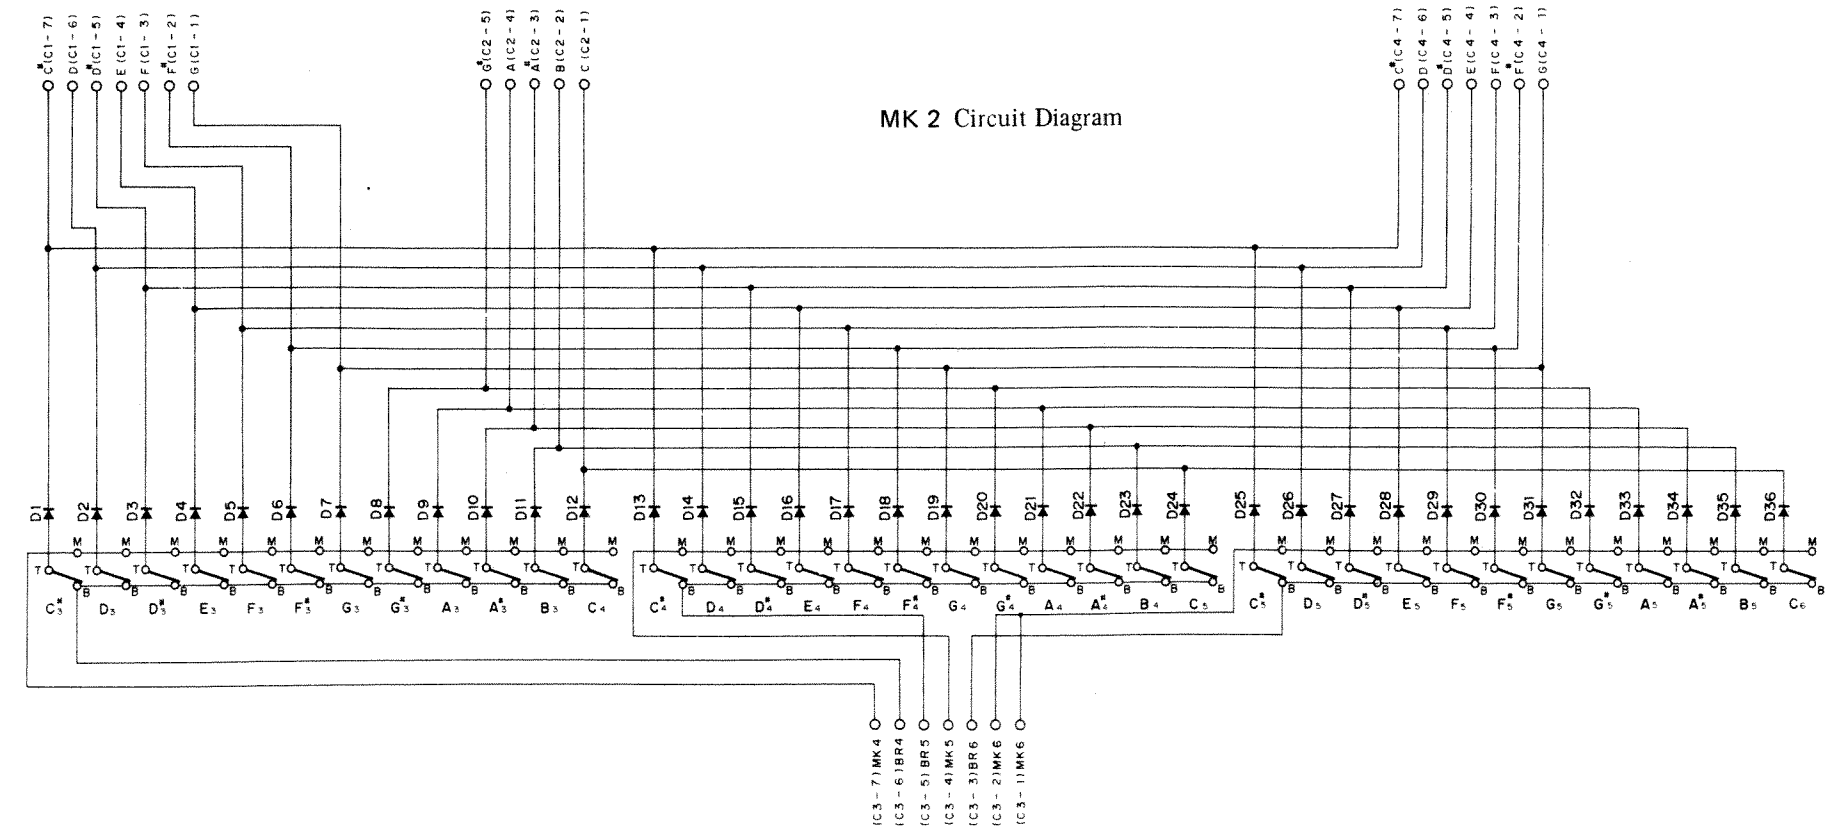 C#(C1-7) D(C1-6) D#(C1-5) E(C1-4) F(C1-3) F#(C1-2) G(C1-1) G#(C2-5) A(C2-4) A#(C2-3) B(C2-2) C(C2-1) C#(C4-7) D(C4-6) D#(C4-5) E(C4-4) F(C4-3) F#(C4-2) G(C4-1)
MK 2 Circuit Diagram
D1 D2 D3 D4 D5 D6 D7 D8 D9 D10 D11 D12 D13 D14 D15 D16 D17 D18 D19 D20 D21 D22 D23 D24 D25 D26 D27 D28 D29 D30 D31 D32 D33 D34 D35 D36
M M M M M M M M M M M M M M M M M M M M M M M M M M M M M M M M M M M M
T T T T T T T T T T T T T T T T T T T T T T T T T T T T T T T T T T T T
B B B B B B B B B B B B B B B B B B B B B B B B B B B B B B B B B B B B
C#3 D3 D#3 E3 F3 F#3 G3 G#3 A3 A#3 B3 C4 C#4 D4 D#4 E4 F4 F#4 G4 G#4 A4 A#4 B4 C5 C#5 D5 D#5 E5 F5 F#5 G5 G#5 A5 A#5 B5 C6
(C3-7)MK4 (C3-6)BR4 (C3-5)BR5 (C3-4)MK5 (C3-3)BR6 (C3-2)MK6 (C3-1)MK6